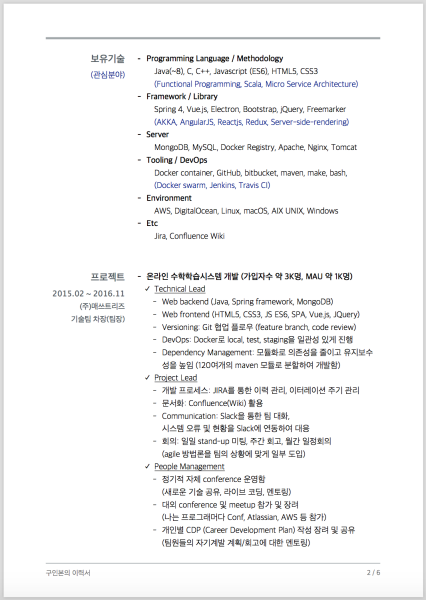 보유기술
(관심분야)
- Programming Language / Methodology
Java(~8), C, C++, Javascript (ES6), HTML5, CSS3
(Functional Programming, Scala, Micro Service Architecture)
- Framework / Library
Spring 4, Vue.js, Electron, Bootstrap, jQuery, Freemarker
(AKKA, AngularJS, Reactjs, Redux, Server-side-rendering)
- Server
MongoDB, MySQL, Docker Registry, Apache, Nginx, Tomcat
- Tooling / DevOps
Docker container, GitHub, bitbucket, maven, make, bash,
(Docker swarm, Jenkins, Travis CI)
- Environment
AWS, DigitalOcean, Linux, macOS, AIX UNIX, Windows
- Etc
Jira, Confluence Wiki
프로젝트
2015.02 ~ 2016.11
(주)매쓰트리즈
기술팀 차장(팀장)
- 온라인 수학학습시스템 개발 (가입자수 약 3K명, MAU 약 1K명)
✓ Technical Lead
- Web backend (Java, Spring framework, MongoDB)
- Web frontend (HTML5, CSS3, JS ES6, SPA, Vue.js, JQuery)
- Versioning: Git 협업 플로우 (feature branch, code review)
- DevOps: Docker로 local, test, staging을 일관성 있게 진행
- Dependency Management: 모듈화로 의존성을 줄이고 유지보수
성을 높임 (120여개의 maven 모듈로 분할하여 개발함)
✓ Project Lead
- 개발 프로세스: JIRA를 통한 이력 관리, 이터레이션 주기 관리
- 문서화: Confluence(Wiki) 활용
- Communication: Slack을 통한 팀 대화,
시스템 오류 및 현황을 Slack에 연동하여 대응
- 회의: 일일 stand-up 미팅, 주간 회고, 월간 일정회의
(agile 방법론을 팀의 상황에 맞게 일부 도입)
✓ People Management
- 정기적 자체 conference 운영함
(새로운 기술 공유, 라이브 코딩, 멘토링)
- 대외 conference 및 meetup 참가 및 장려
(나는 프로그래머다 Conf, Atlassian, AWS 등 참가)
- 개인별 CDP (Career Development Plan) 작성 장려 및 공유
(팀원들의 자기계발 계획/회고에 대한 멘토링)
구인본의 이력서
2 / 6